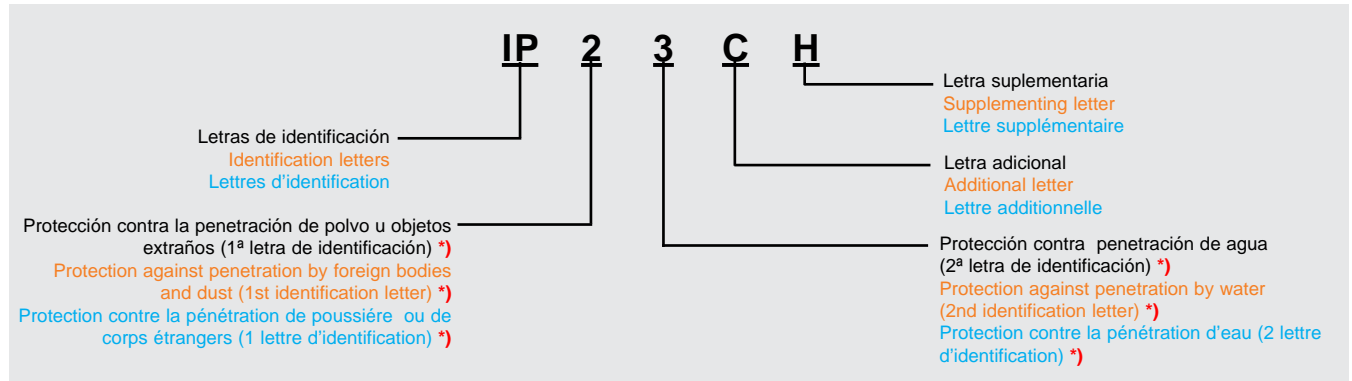 IP 2 3 C H
Letras de identificación
Identification letters
Lettres d'identification
Protección contra la penetración de polvo u objetos
extraños (1ª letra de identificación) *)
Protection against penetration by foreign bodies
and dust (1st identification letter) *)
Protection contre la pénétration de poussiére ou de
corps étrangers (1 lettre d'identification) *)
Letra suplementaria
Supplementing letter
Lettre supplémentaire
Letra adicional
Additional letter
Lettre additionnelle
Protección contra penetración de agua
(2ª letra de identificación) *)
Protection against penetration by water
(2nd identification letter) *)
Protection contre la pénétration d'eau (2 lettre
d'identification) *)